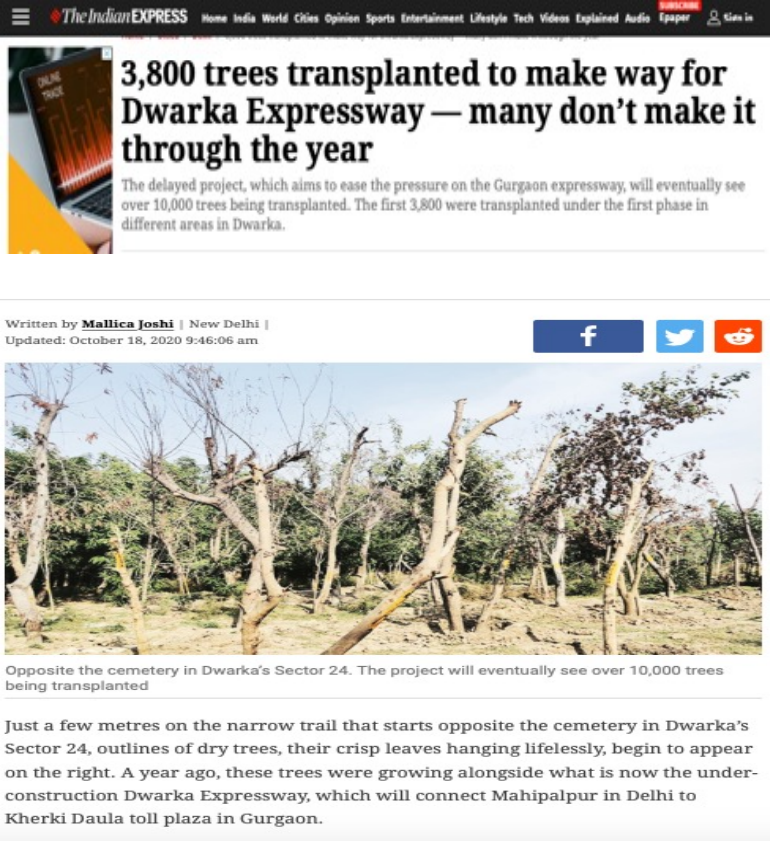 The Indian EXPRESS Home India World Cities Opinion Sports Entertainment Lifestyle Tech Videos Explained Audio SUBSCRIBE Epaper Sign in
ONLINE
TRADE
3,800 trees transplanted to make way for
Dwarka Expressway — many don’t make it
through the year
The delayed project, which aims to ease the pressure on the Gurgaon expressway, will eventually see
over 10,000 trees being transplanted. The first 3,800 were transplanted under the first phase in
different areas in Dwarka.
Written by Mallica Joshi | New Delhi |
Updated: October 18, 2020 9:46:06 am
Opposite the cemetery in Dwarka’s Sector 24. The project will eventually see over 10,000 trees
being transplanted
Just a few metres on the narrow trail that starts opposite the cemetery in Dwarka’s
Sector 24, outlines of dry trees, their crisp leaves hanging lifelessly, begin to appear
on the right. A year ago, these trees were growing alongside what is now the under-
construction Dwarka Expressway, which will connect Mahipalpur in Delhi to
Kherki Daula toll plaza in Gurgaon.